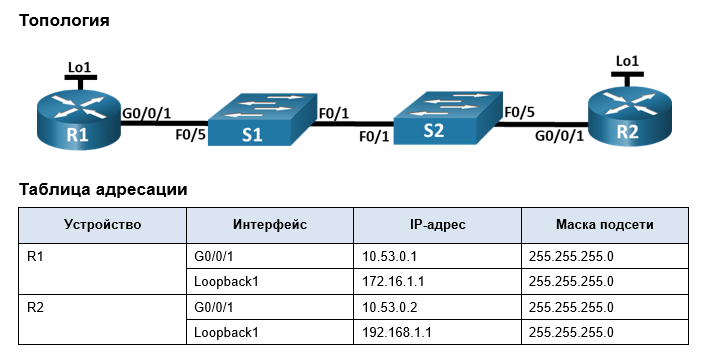 Топология
Lo1
Lo1
G0/0/1
F0/1
F0/5
R1
F0/5
S1
F0/1
S2
G0/0/1
R2
Таблица адресации
Устройство Интерфейс IP-адрес Маска подсети
R1 G0/0/1 10.53.0.1 255.255.255.0
Loopback1 172.16.1.1 255.255.255.0
R2 G0/0/1 10.53.0.2 255.255.255.0
Loopback1 192.168.1.1 255.255.255.0